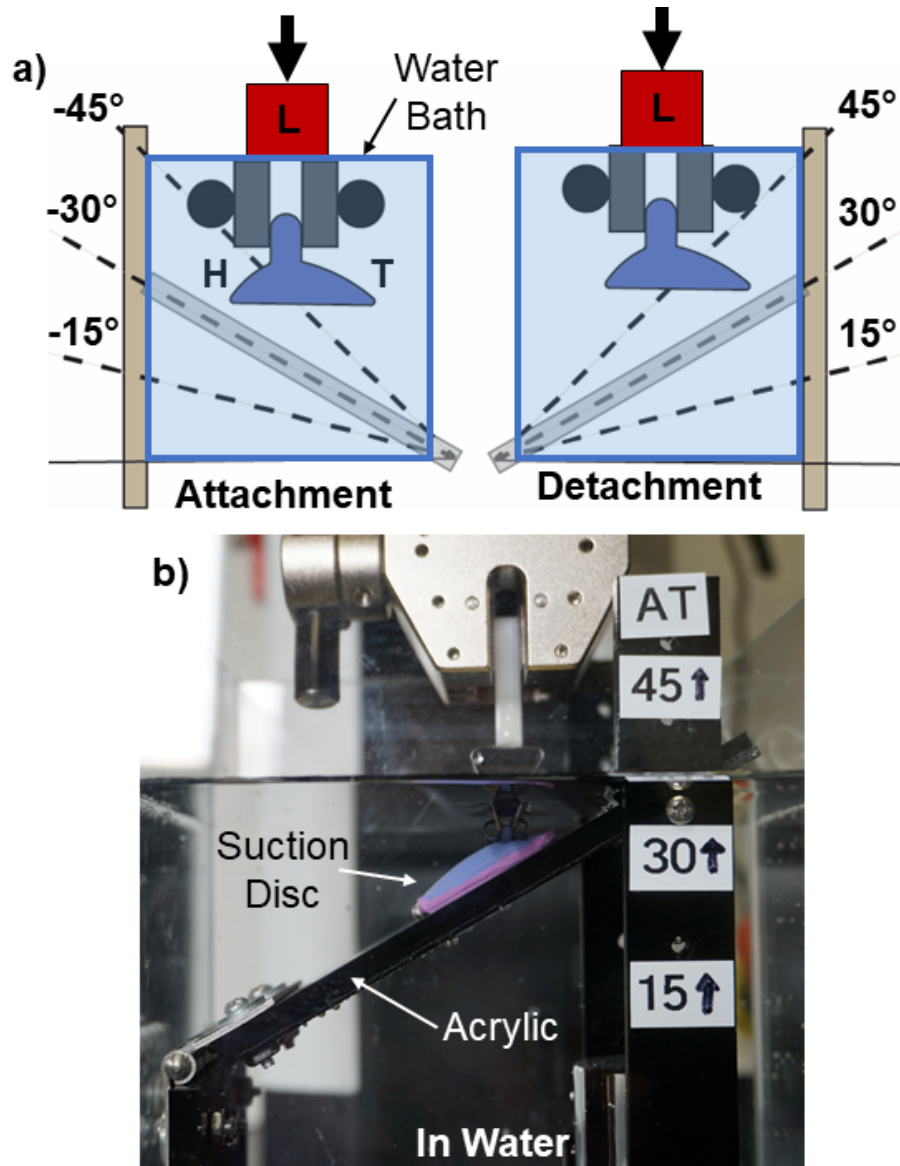 a)
Water
Bath
L
L
-45°
-30°
-15°
H
T
45°
30°
15°
Attachment
Detachment
b)
AT
45
30
15
Suction
Disc
Acrylic
In Water